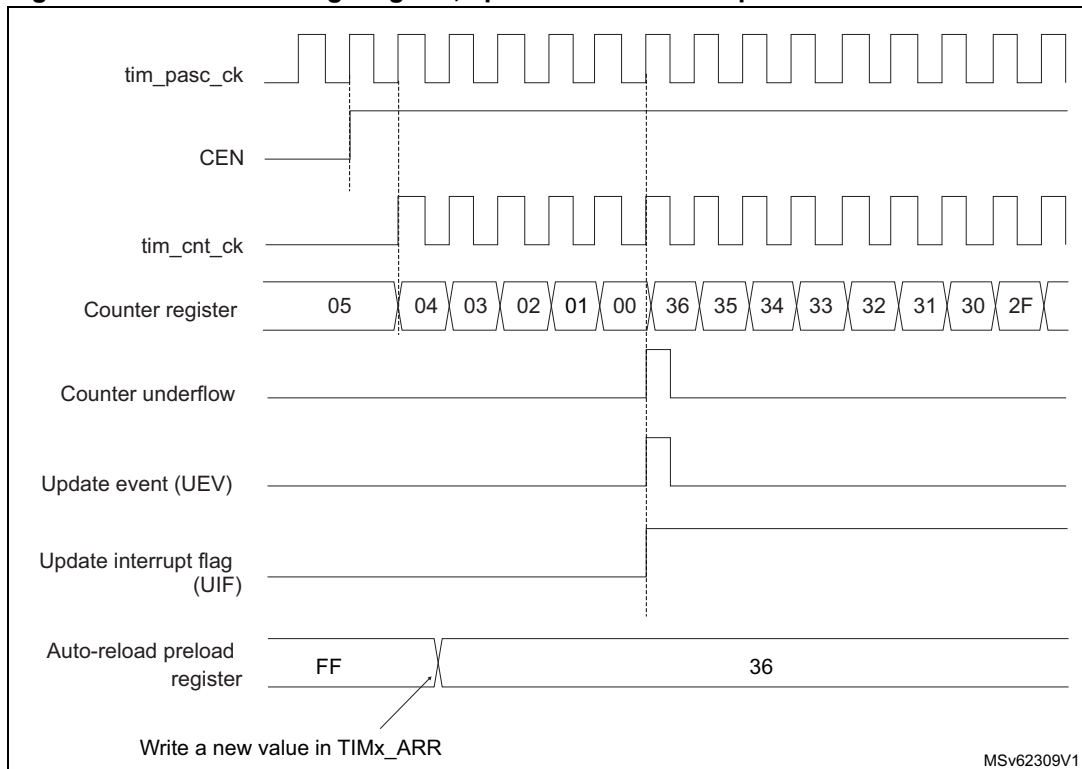 tim_pasc_ck
CEN
tim_cnt_ck
Counter register 05 04 03 02 01 00 36 35 34 33 32 31 30 2F
Counter underflow
Update event (UEV)
Update interrupt flag
(UIF)
Auto-reload preload
register FF 36
Write a new value in TIMx_ARR
MSv62309V1